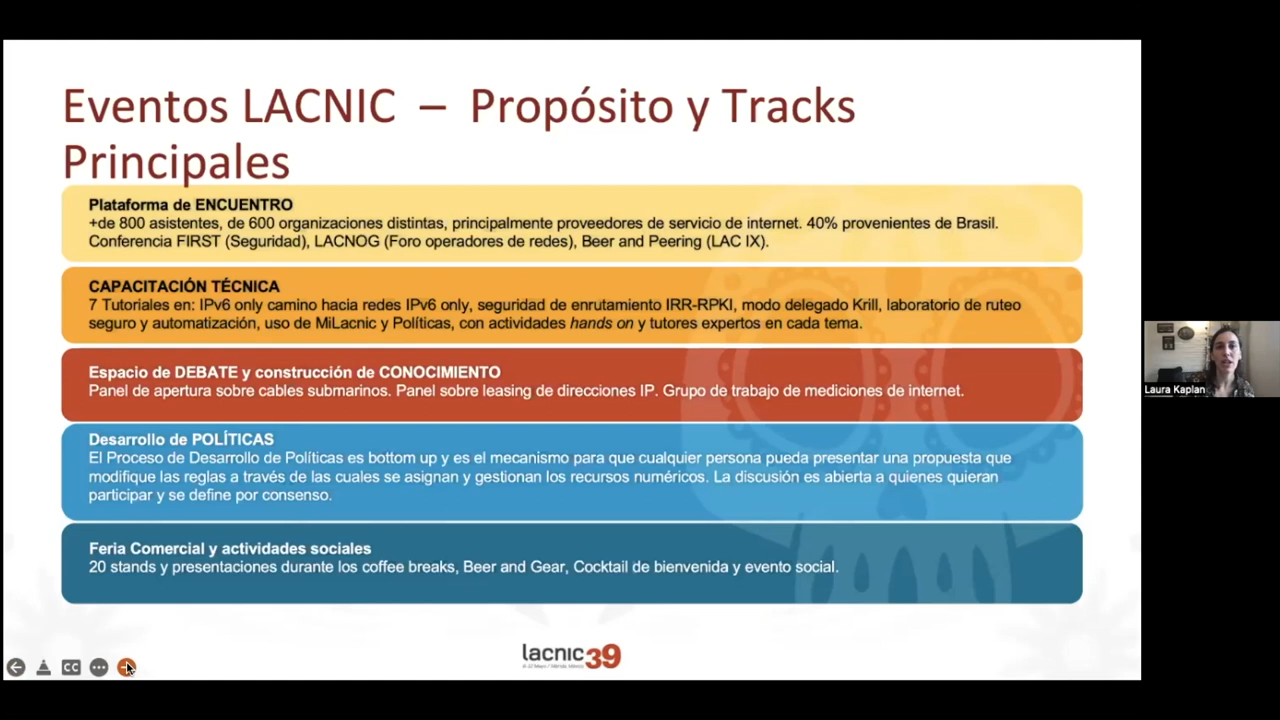 Eventos LACNIC – Propósito y Tracks
Principales
Plataforma de ENCUENTRO
+de 800 asistentes, de 600 organizaciones distintas, principalmente proveedores de servicio de internet. 40% provenientes de Brasil.
Conferencia FIRST (Seguridad), LACNOG (Foro operadores de redes), Beer and Peering (LAC IX).
CAPACITACIÓN TÉCNICA
7 Tutoriales en: IPv6 only camino hacia redes IPv6 only, seguridad de enrutamiento IRR-RPKI, modo delegado Krill, laboratorio de ruteo
seguro y automatización, uso de MiLacnic y Políticas, con actividades hands on y tutores expertos en cada tema.
Espacio de DEBATE y construcción de CONOCIMIENTO
Panel de apertura sobre cables submarinos. Panel sobre leasing de direcciones IP. Grupo de trabajo de mediciones de internet.
Desarrollo de POLÍTICAS
El Proceso de Desarrollo de Políticas es bottom up y es el mecanismo para que cualquier persona pueda presentar una propuesta que
modifique las reglas a través de las cuales se asignan y gestionan los recursos numéricos. La discusión es abierta a quienes quieran
participar y se define por consenso.
Feria Comercial y actividades sociales
20 stands y presentaciones durante los coffee breaks, Beer and Gear, Cocktail de bienvenida y evento social.
Laura Kaplan
lacnic39
CC